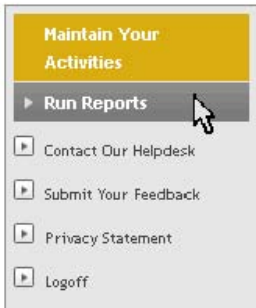 Maintain Your
Activities
Run Reports
Contact Our Helpdesk
Submit Your Feedback
Privacy Statement
Logoff